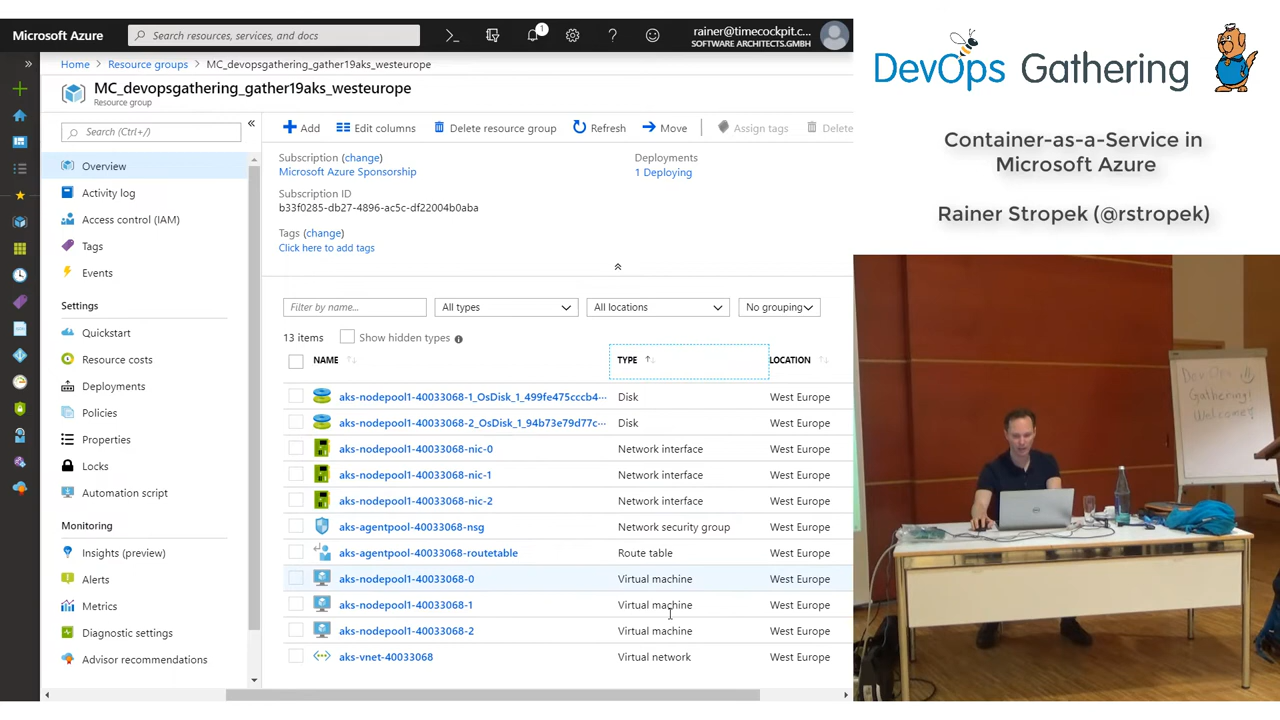 Microsoft Azure
Search resources, services, and docs
1
rainer@timecockpit.c...
SOFTWARE ARCHITECTS.GMBH
Home > Resource groups > MC_devopsgathering_gather19aks_westeurope
MC_devopsgathering_gather19aks_westeurope
Resource group
Search (Ctrl+/)
Overview
Activity log
Access control (IAM)
Tags
Events
Settings
Quickstart
Resource costs
Deployments
Policies
Properties
Locks
Automation script
Monitoring
Insights (preview)
Alerts
Metrics
Diagnostic settings
Advisor recommendations
Add
Edit columns
Delete resource group
Refresh
Move
Assign tags
Delete
Subscription (change)
Microsoft Azure Sponsorship
Subscription ID
b33f0285-db27-4896-ac5c-df22004b0aba
Tags (change)
Click here to add tags
Deployments
1 Deploying
Filter by name...
All types
All locations
No grouping
13 items
Show hidden types
NAME TYPE LOCATION
aks-nodepool1-40033068-1_OsDisk_1_499fe475cccb4... Disk West Europe
aks-nodepool1-40033068-2_OsDisk_1_94b73e79d77c... Disk West Europe
aks-nodepool1-40033068-nic-0 Network interface West Europe
aks-nodepool1-40033068-nic-1 Network interface West Europe
aks-nodepool1-40033068-nic-2 Network interface West Europe
aks-agentpool-40033068-nsg Network security group West Europe
aks-agentpool-40033068-routetable Route table West Europe
aks-nodepool1-40033068-0 Virtual machine West Europe
aks-nodepool1-40033068-1 Virtual machine West Europe
aks-nodepool1-40033068-2 Virtual machine West Europe
aks-vnet-40033068 Virtual network West Europe
DevOps Gathering
Container-as-a-Service in
Microsoft Azure
Rainer Stropek (@rstropek)
DevOps
Gathering!
Welcome!
DELL